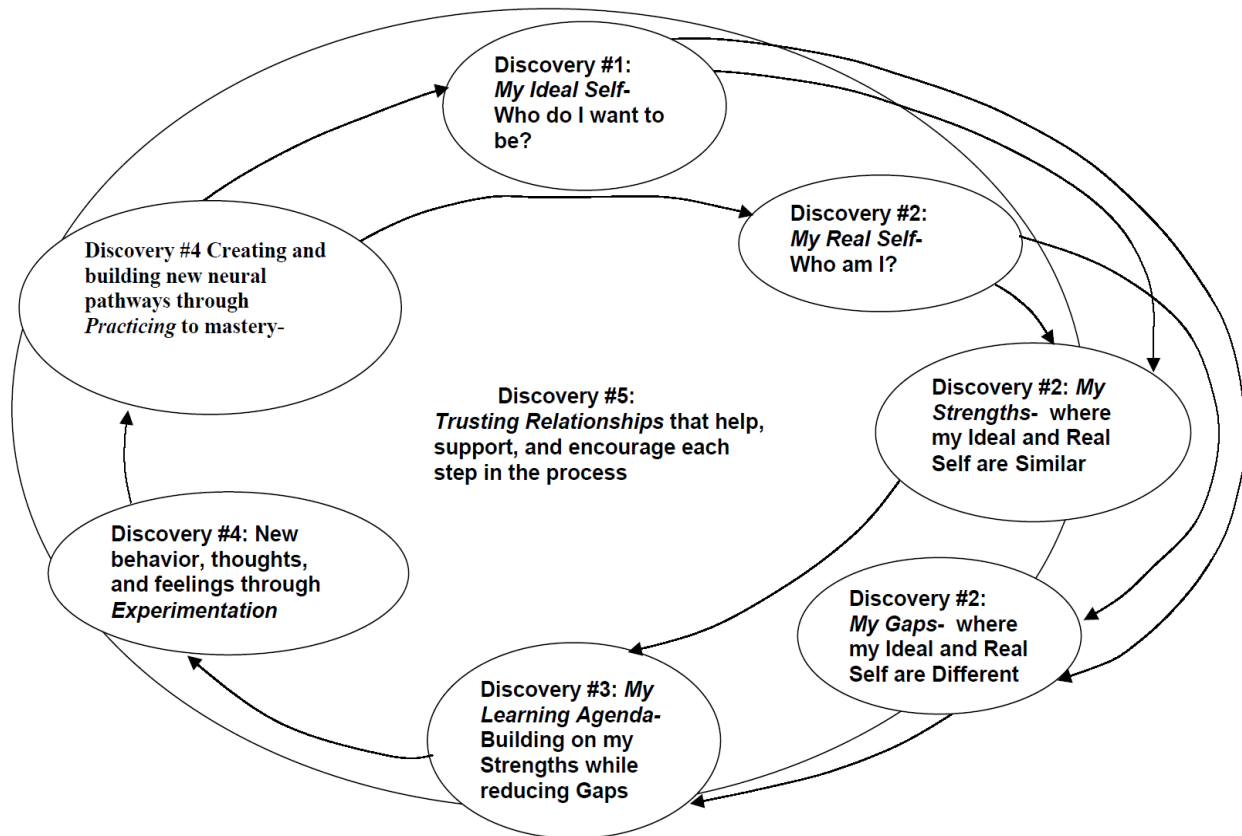 Discovery #1:
My Ideal Self-
Who do I want to
be?
Discovery #2:
My Real Self-
Who am I?
Discovery #2: My
Strengths- where
my Ideal and Real
Self are Similar
Discovery #2:
My Gaps- where
my Ideal and Real
Self are Different
Discovery #3: My
Learning Agenda-
Building on my
Strengths while
reducing Gaps
Discovery #4: New
behavior, thoughts,
and feelings through
Experimentation
Discovery #4 Creating and
building new neural
pathways through
Practicing to mastery-
Discovery #5:
Trusting Relationships that help,
support, and encourage each
step in the process